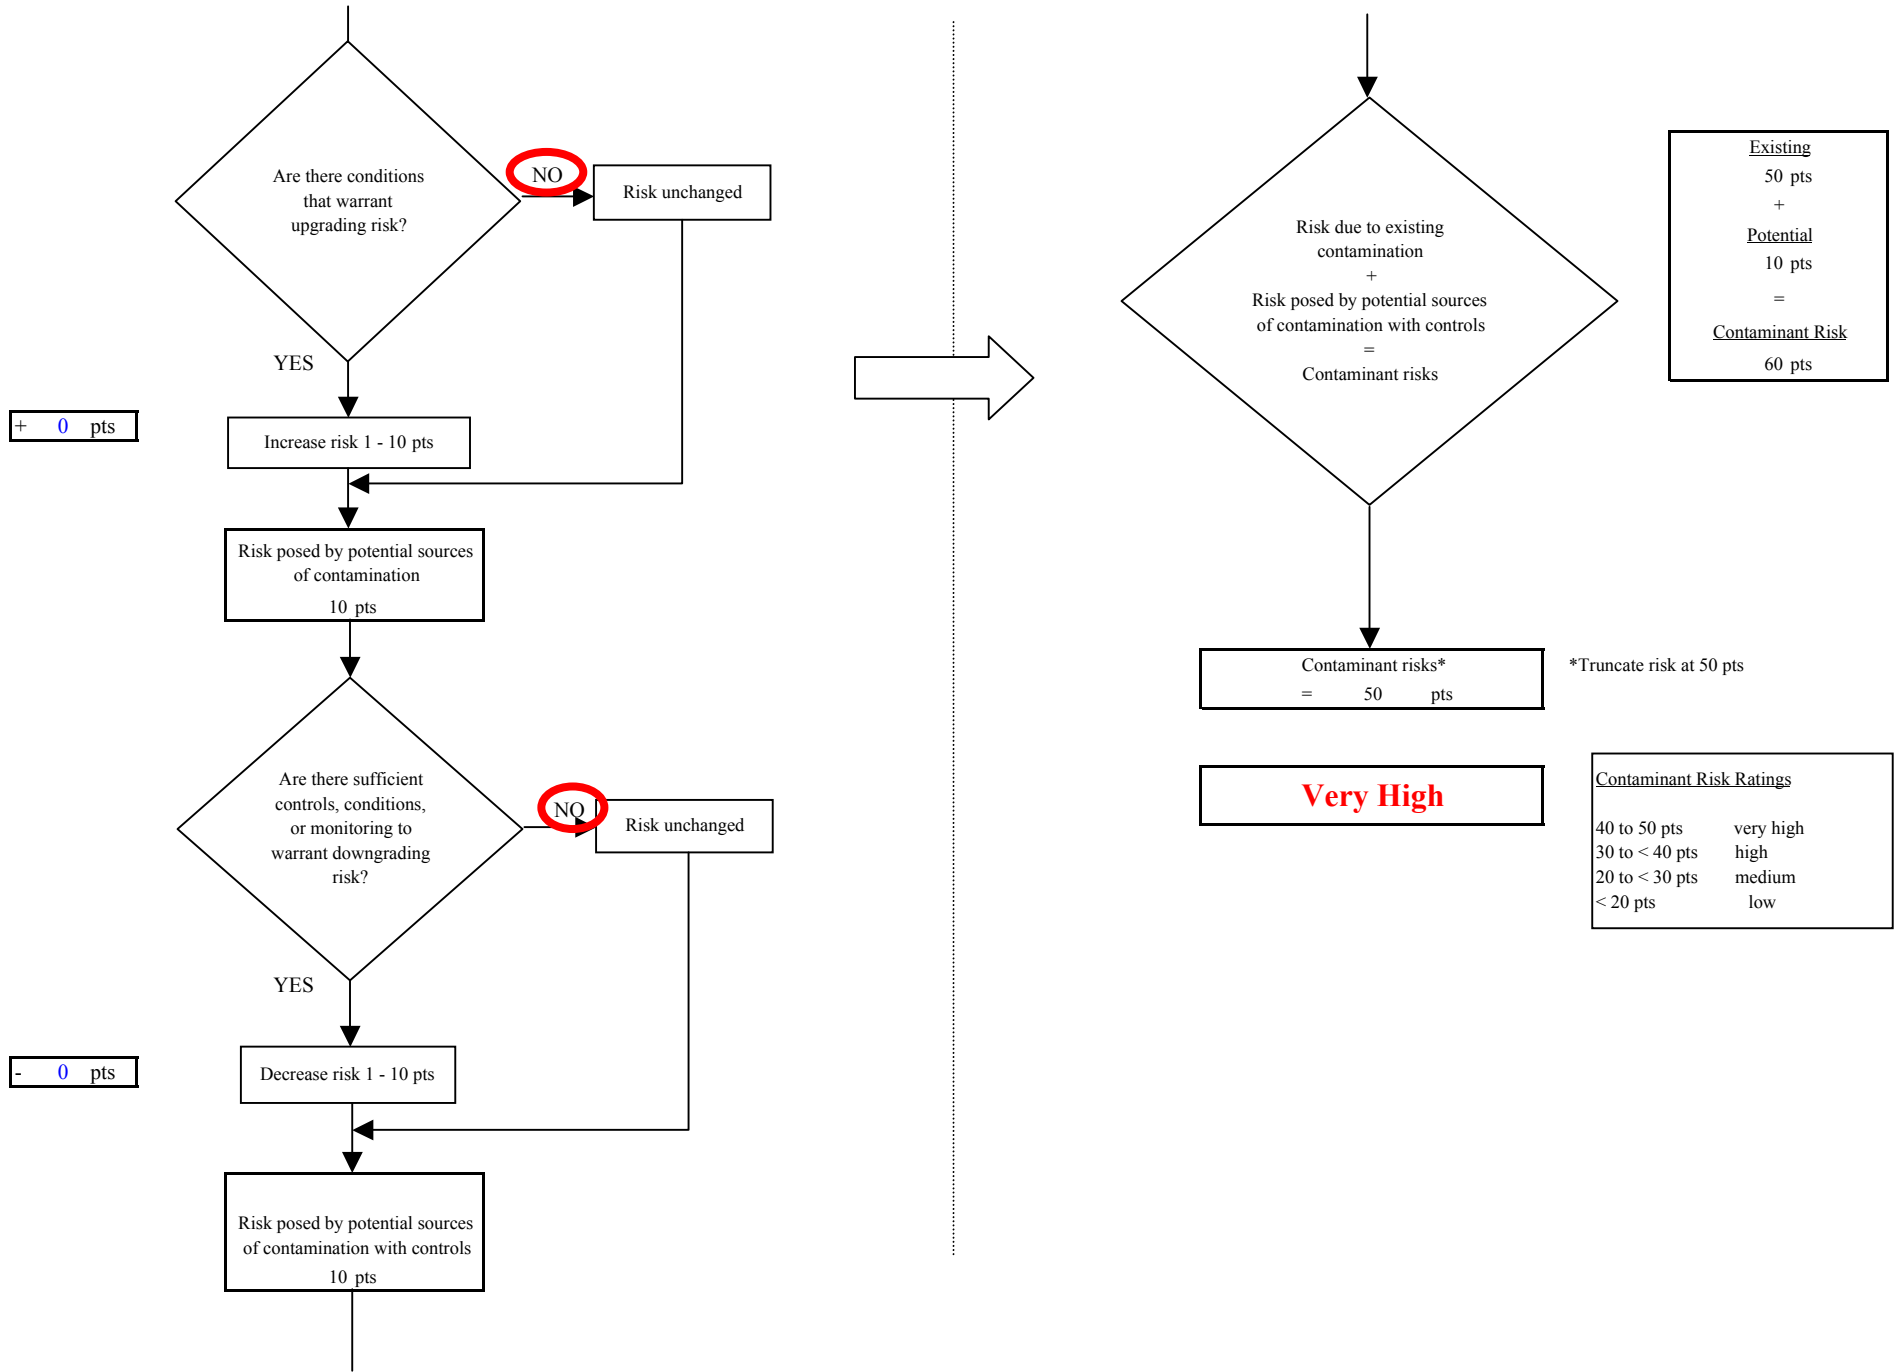 Are there conditions
that warrant
upgrading risk?
NO
Risk unchanged
YES
+ 0 pts
Increase risk 1 - 10 pts
Risk posed by potential sources
of contamination
10 pts
Are there sufficient
controls, conditions,
or monitoring to
warrant downgrading
risk?
NO
Risk unchanged
YES
- 0 pts
Decrease risk 1 - 10 pts
Risk posed by potential sources
of contamination with controls
10 pts
Risk due to existing
contamination
+
Risk posed by potential sources
of contamination with controls
=
Contaminant risks
Existing
50 pts
+
Potential
10 pts
=
Contaminant Risk
60 pts
Contaminant risks*
= 50 pts
*Truncate risk at 50 pts
Very High
Contaminant Risk Ratings
40 to 50 pts very high
30 to < 40 pts high
20 to < 30 pts medium
< 20 pts low